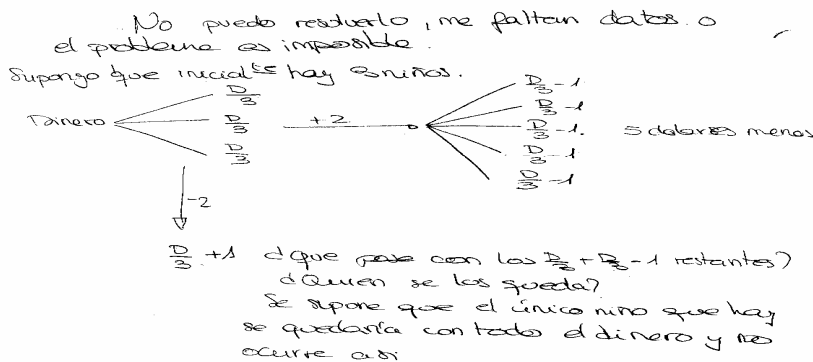 No puedo resolverlo, me faltan datos o
el problema es imposible.
Supongo que inicial te hay 3 niños.
Dinero
D/3
D/3
D/3
+2
D/3 - 1
D/3 - 1
D/3 - 1.
D/3 - 1
D/3 - 1
5 dolares menos
-2
D/3 + 1 ¿Que pasa con los D/3 + D/3 - 1 restantes?
¿Quien se los queda?
Se supone que el único niño que hay
se quedaría con todo el dinero y no
ocurre asi